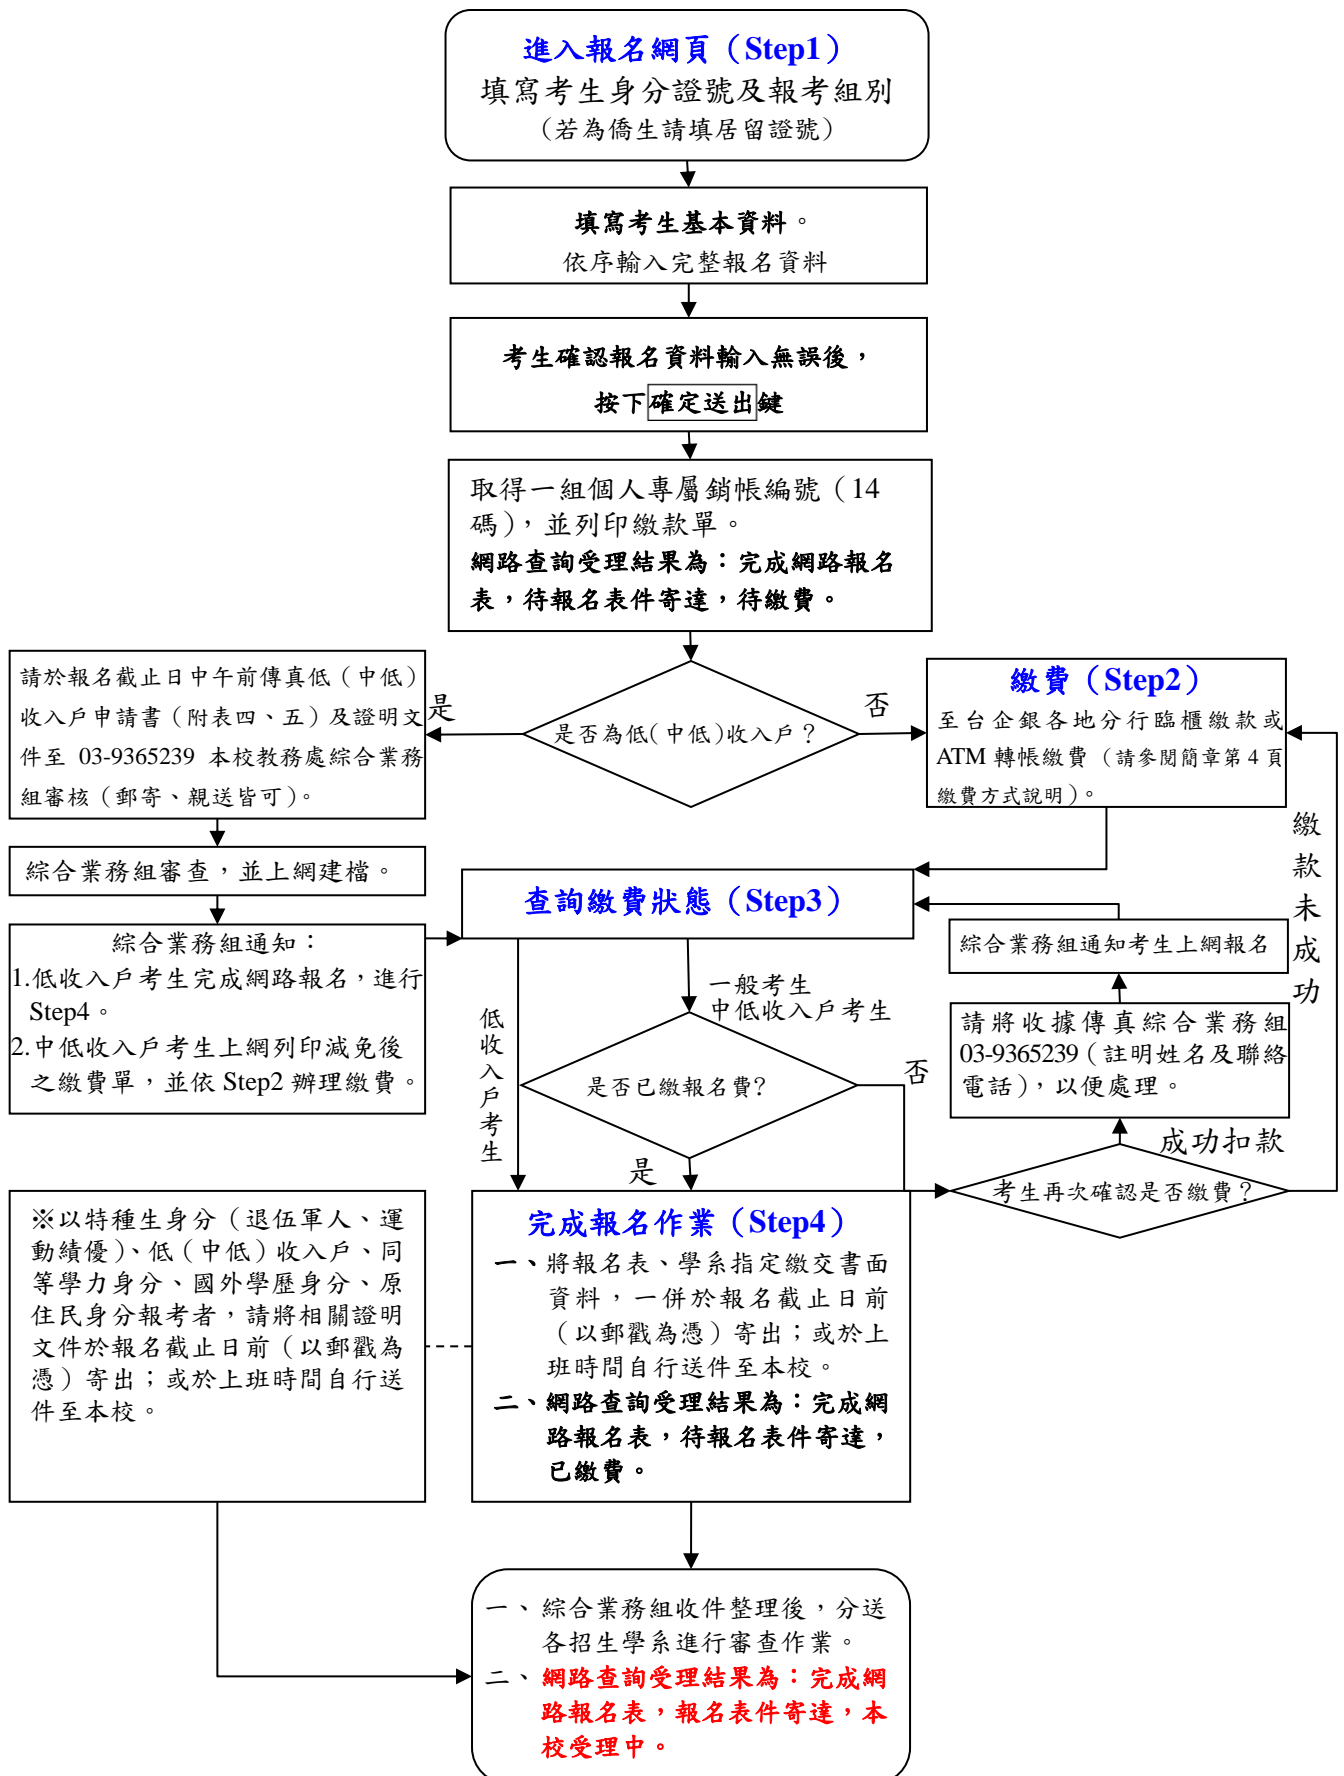 進入報名網頁（Step1）
填寫考生身分證號及報考組別
（若為僑生請填居留證號）
填寫考生基本資料。
依序輸入完整報名資料
考生確認報名資料輸入無誤後，
按下確定送出鍵
取得一組個人專屬銷帳編號（14
碼），並列印繳款單。
網路查詢受理結果為：完成網路報名
表，待報名表件寄達，待繳費。
是否為低(中低)收入戶？
是
否
請於報名截止日中午前傳真低（中低）
收入戶申請書（附表四、五）及證明文
件至 03-9365239 本校教務處綜合業務
組審核（郵寄、親送皆可）。
綜合業務組審查，並上網建檔。
綜合業務組通知：
1.低收入戶考生完成網路報名，進行
Step4。
2.中低收入戶考生上網列印減免後
之繳費單，並依 Step2 辦理繳費。
繳費（Step2）
至台企銀各地分行臨櫃繳款或
ATM 轉帳繳費（請參閱簡章第 4 頁
繳費方式說明）。
繳款未成功
查詢繳費狀態（Step3）
綜合業務組通知考生上網報名
一般考生
中低收入戶考生
低收入戶考生
請將收據傳真綜合業務組
03-9365239（註明姓名及聯絡
電話），以便處理。
是否已繳報名費?
否
是
成功扣款
考生再次確認是否繳費？
※以特種生身分（退伍軍人、運
動績優）、低（中低）收入戶、同
等學力身分、國外學歷身分、原
住民身分報考者，請將相關證明
文件於報名截止日前（以郵戳為
憑）寄出；或於上班時間自行送
件至本校。
完成報名作業（Step4）
一、將報名表、學系指定繳交書面
資料，一併於報名截止日前
（以郵戳為憑）寄出；或於上
班時間自行送件至本校。
二、網路查詢受理結果為：完成網
路報名表，待報名表件寄達，
已繳費。
一、綜合業務組收件整理後，分送
各招生學系進行審查作業。
二、網路查詢受理結果為：完成網
路報名表，報名表件寄達，本
校受理中。